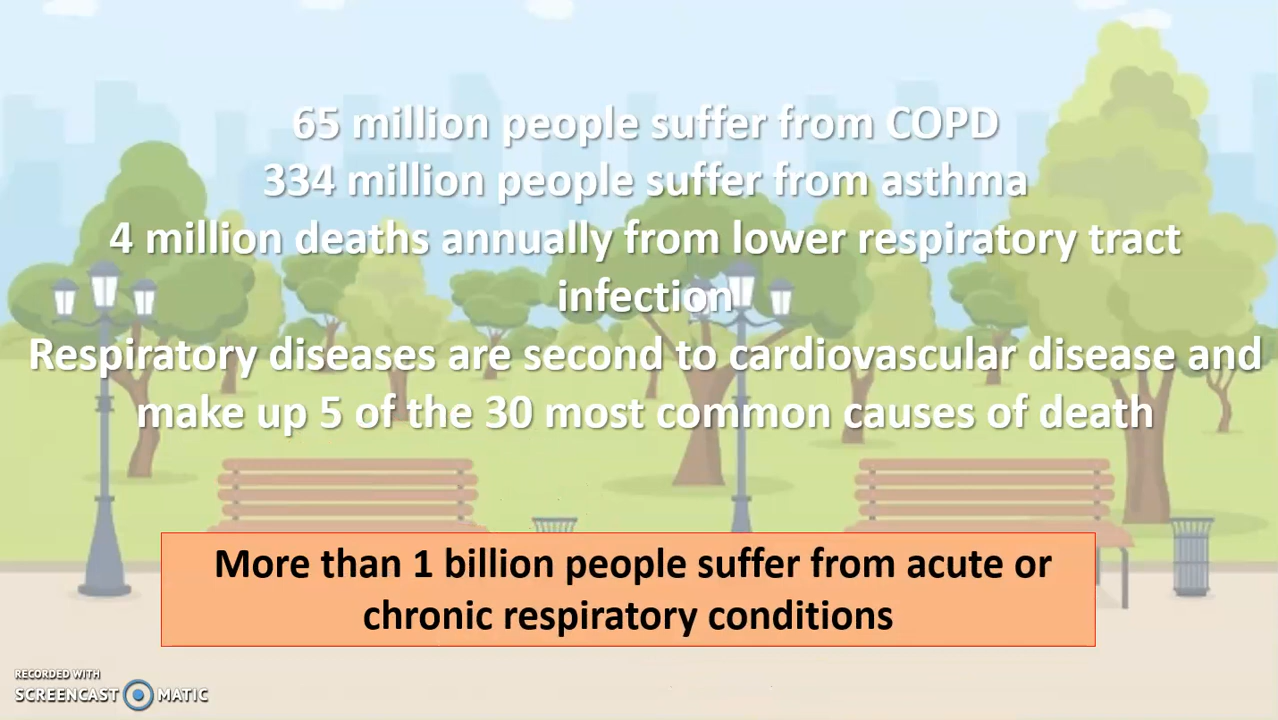 65 million people suffer from COPD
334 million people suffer from asthma
4 million deaths annually from lower respiratory tract
infection
Respiratory diseases are second to cardiovascular disease and
make up 5 of the 30 most common causes of death
More than 1 billion people suffer from acute or
chronic respiratory conditions
RECORDED WITH
SCREENCAST MATIC